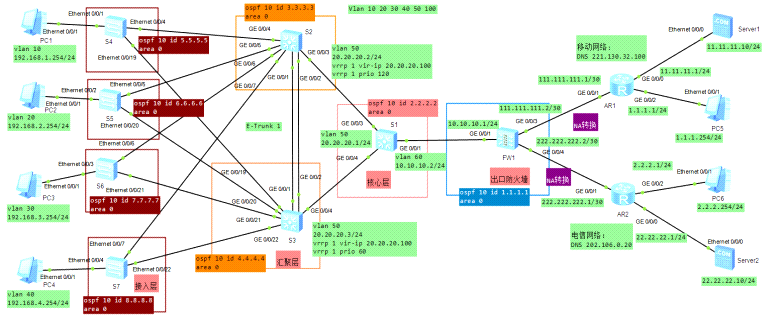 Ethernet 0/0/1
Ethernet 0/0/4
PC1
S4
vlan 10
192.168.1.254/24
Ethernet 0/0/19
ospf 10 id 5.5.5.5
area 0
Ethernet 0/0/5
Ethernet 0/0/1
Ethernet 0/0/2
PC2
S5
vlan 20
192.168.2.254/24
Ethernet 0/0/20
ospf 10 id 6.6.6.6
area 0
Ethernet 0/0/6
Ethernet 0/0/1
Ethernet 0/0/3
PC3
S6
vlan 30
192.168.3.254/24
Ethernet 0/0/21
ospf 10 id 7.7.7.7
area 0
Ethernet 0/0/7
Ethernet 0/0/1
Ethernet 0/0/4
PC4
S7
vlan 40
192.168.4.254/24
Ethernet 0/0/22
接入层
ospf 10 id 8.8.8.8
area 0
ospf 10 id 3.3.3.3
area 0
Vlan 10 20 30 40 50 100
GE 0/0/4
GE 0/0/5
GE 0/0/6
GE 0/0/7
S2
GE 0/0/3
GE 0/0/1
GE 0/0/2
vlan 50
20.20.20.2/24
vrrp 1 vir-ip 20.20.20.100
vrrp 1 prio 120
E-Trunk 1
GE 0/0/19
GE 0/0/20
GE 0/0/21
GE 0/0/22
GE 0/0/1
GE 0/0/2
GE 0/0/4
S3
vlan 50
20.20.20.3/24
vrrp 1 vir-ip 20.20.20.100
vrrp 1 prio 60
ospf 10 id 4.4.4.4
area 0
汇聚层
ospf 10 id 2.2.2.2
area 0
GE 0/0/3
S1
vlan 50
20.20.20.1/24
GE 0/0/1
GE 0/0/4
vlan 60
10.10.10.2/24
核心层
10.10.10.1/24
GE 0/0/1
FW1
GE 0/0/3
GE 0/0/4
111.111.111.2/30
222.222.222.2/30
出口防火墙
ospf 10 id 1.1.1.1
area 0
NA转换
NA转换
移动网络:
DNS 221.130.32.100
111.111.111.1/30
GE 0/0/1
GE 0/0/0
GE 0/0/2
AR1
11.11.11.1/24
1.1.1.1/24
Ethernet 0/0/0
Server1
11.11.11.10/24
Ethernet 0/0/1
PC5
1.1.1.254/24
222.222.222.1/30
GE 0/0/1
GE 0/0/2
GE 0/0/0
AR2
2.2.2.1/24
22.22.22.1/24
Ethernet 0/0/1
PC6
2.2.2.254/24
电信网络:
DNS 202.106.0.20
Ethernet 0/0/0
Server2
22.22.22.10/24